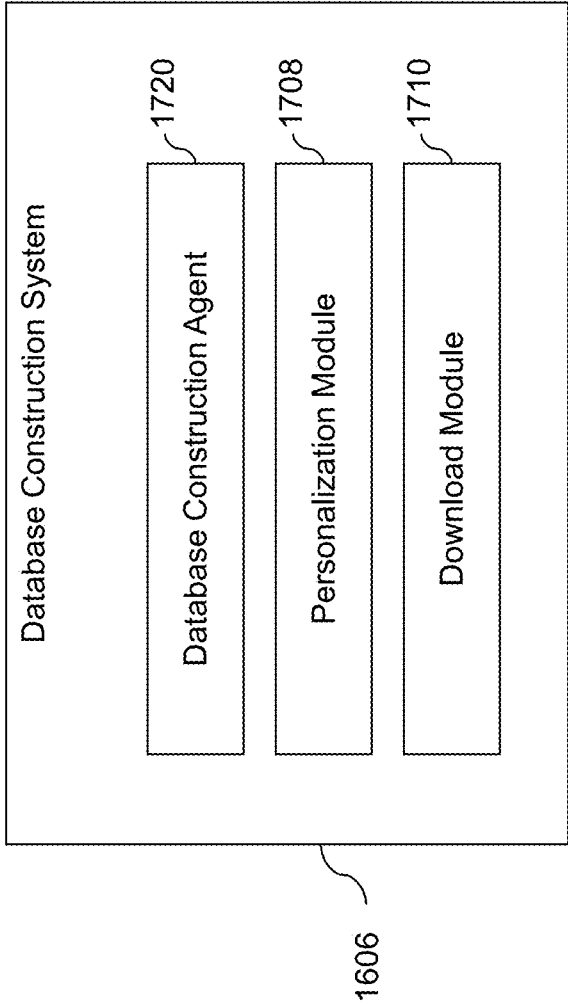 Database Construction System
Database Construction Agent
1720
Personalization Module
1708
Download Module
1710
1606